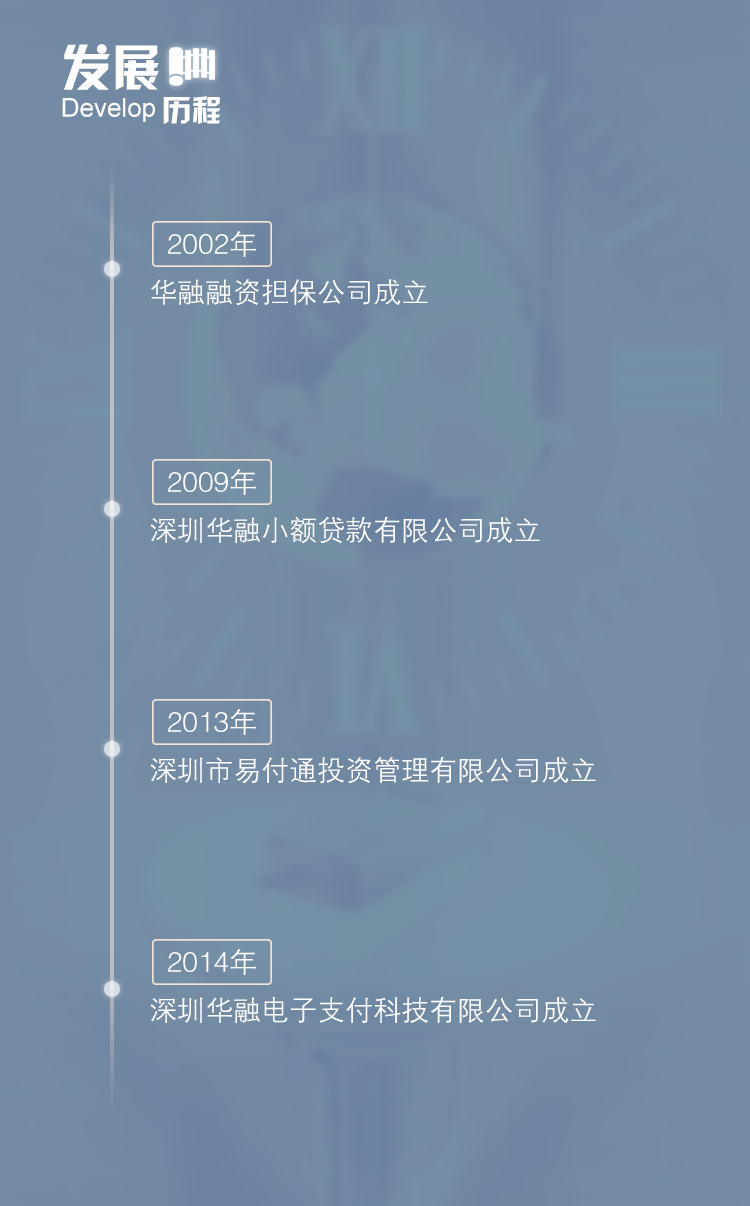 发展
Develop 历程
2002年
华融融资担保公司成立
2009年
深圳华融小额贷款有限公司成立
2013年
深圳市易付通投资管理有限公司成立
2014年
深圳华融电子支付科技有限公司成立